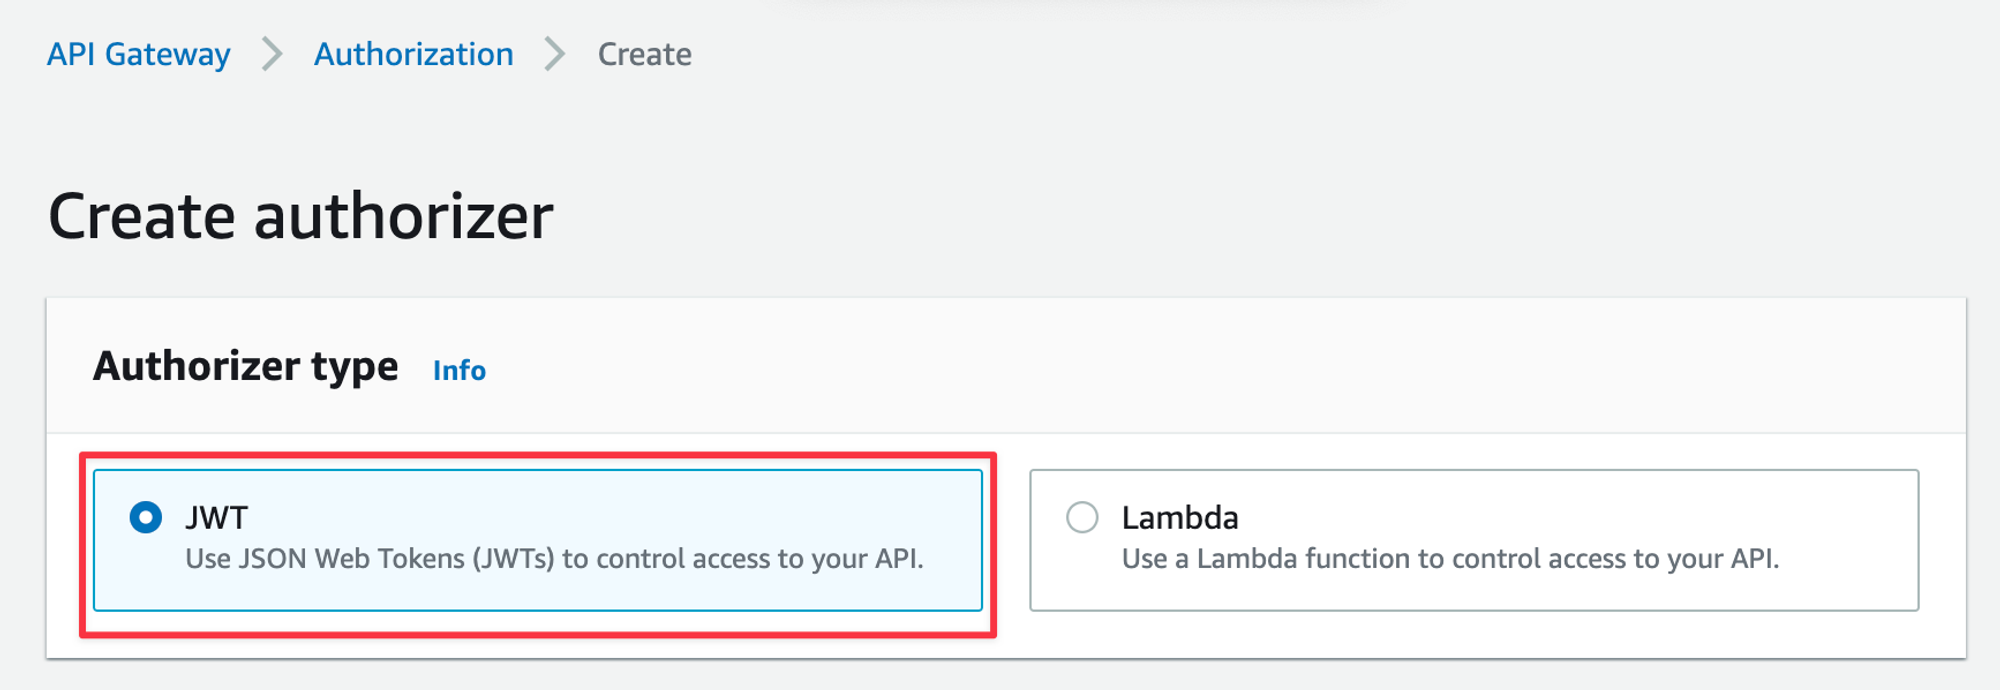 API Gateway > Authorization > Create
Create authorizer
Authorizer type Info
JWT
Use JSON Web Tokens (JWTs) to control access to your API.
Lambda
Use a Lambda function to control access to your API.